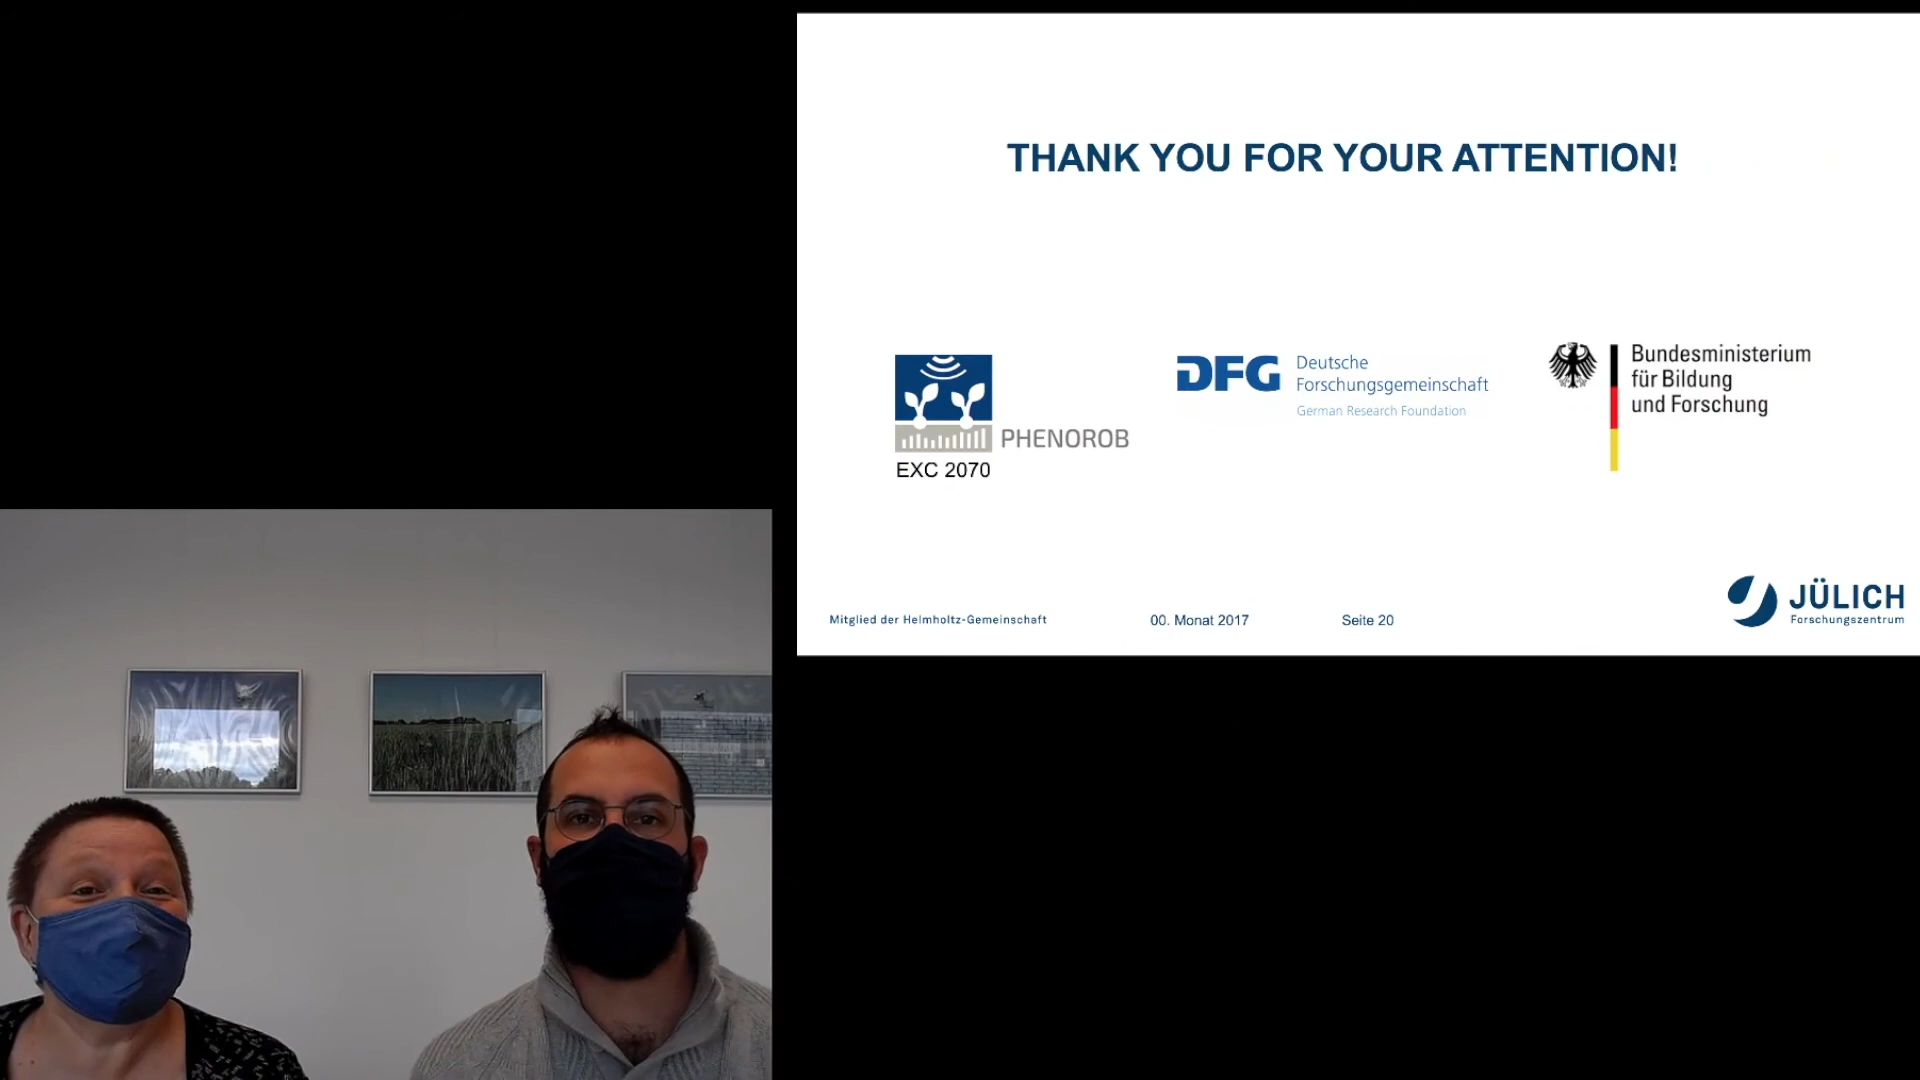 THANK YOU FOR YOUR ATTENTION!
PHENOROB
EXC 2070
DFG
Deutsche
Forschungsgemeinschaft
German Research Foundation
Bundesministerium
für Bildung
und Forschung
Mitglied der Helmholtz-Gemeinschaft
00. Monat 2017
Seite 20
JÜLICH
Forschungszentrum